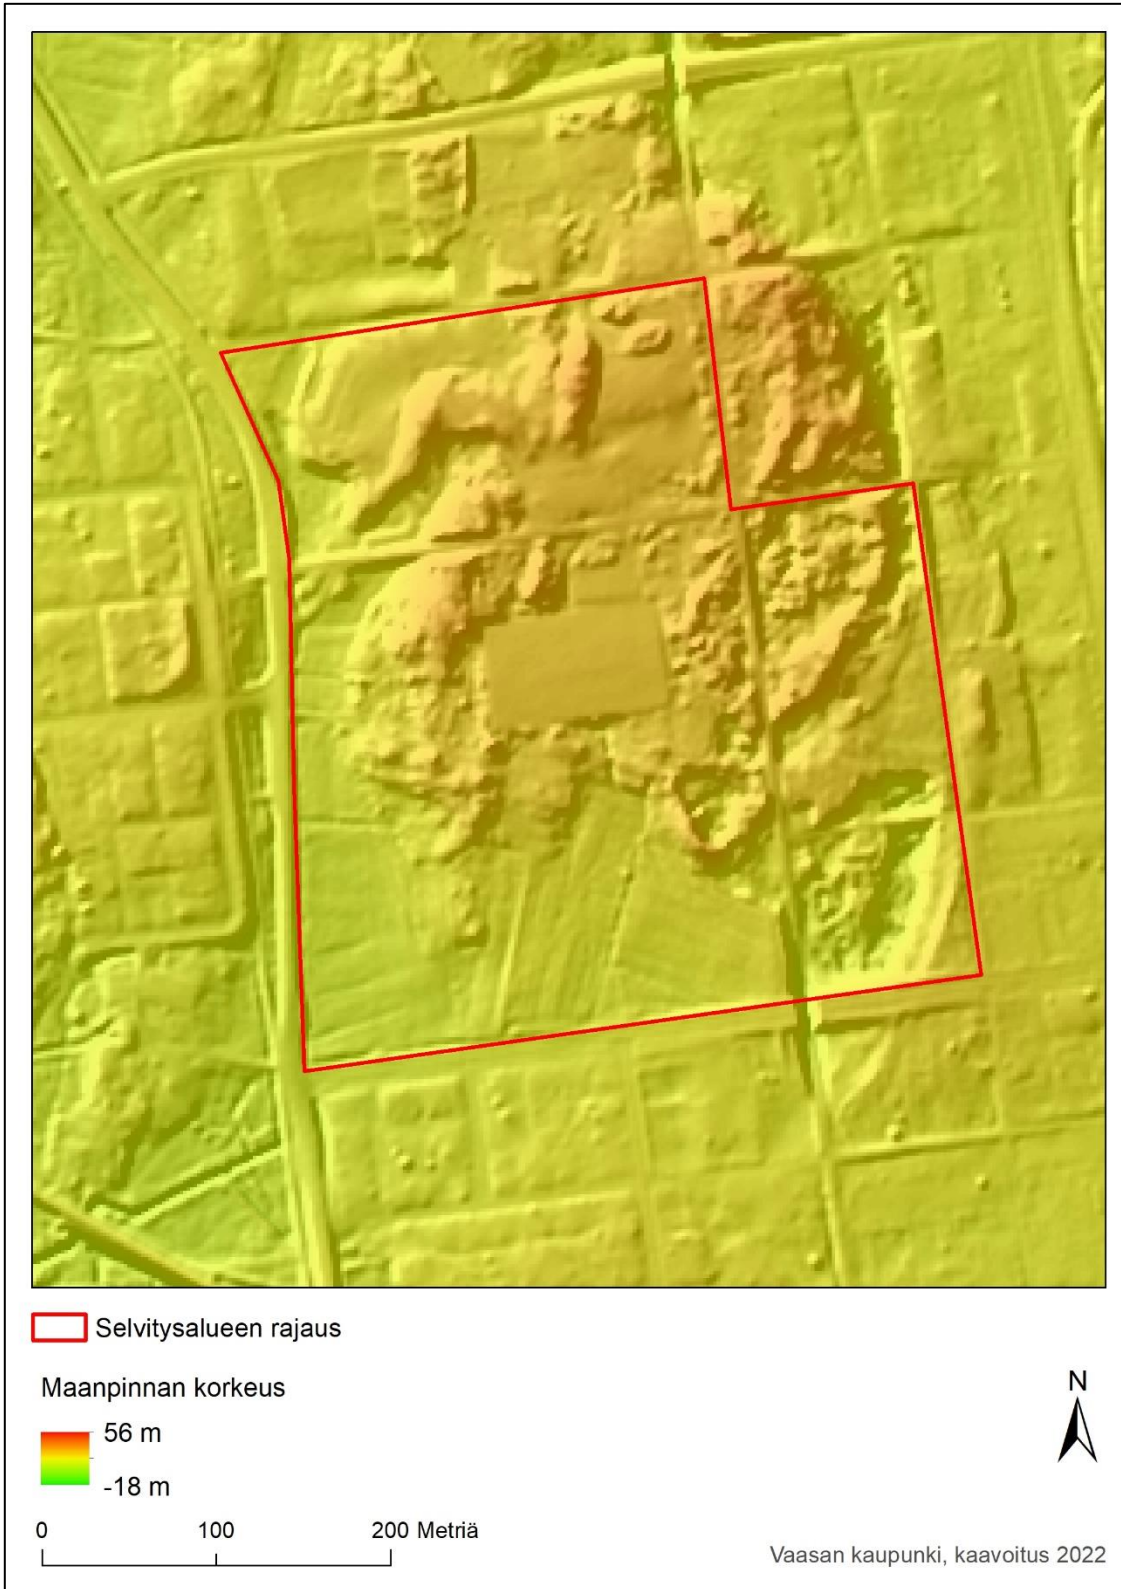 Selvitysalueen rajaus
Maanpinnan korkeus
56 m
-18 m
N
0 100 200 Metriä
Vaasan kaupunki, kaavoitus 2022